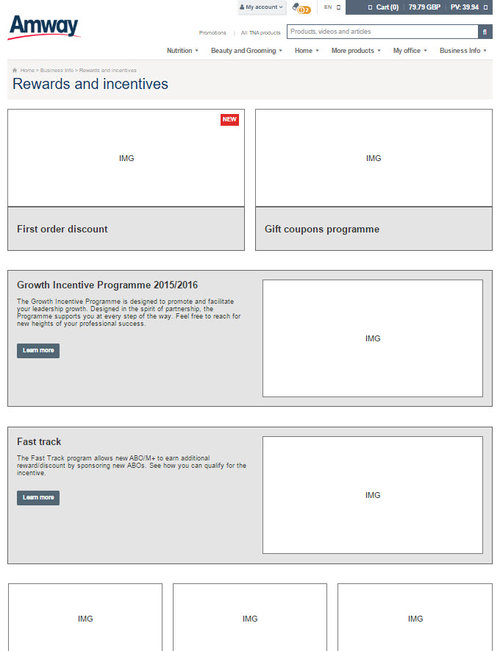 My account
EN
Cart (0)
79.79 GBP
PV: 39.94
Amway
Promotions | All TNA products
Products, videos and articles
Nutrition
Beauty and Grooming
Home
More products
My office
Business Info
Home > Business Info > Rewards and incentives
Rewards and incentives
NEW
IMG
IMG
First order discount
Gift coupons programme
Growth Incentive Programme 2015/2016
The Growth Incentive Programme is designed to promote and facilitate
your leadership growth. Designed in the spirit of partnership, the
Programme supports you at every step of the way. Feel free to reach for
new heights of your professional success.
Learn more
IMG
Fast track
The Fast Track program allows new ABO/M+ to earn additional
reward/discount by sponsoring new ABOs. See how you can qualify for the
incentive.
Learn more
IMG
IMG
IMG
IMG